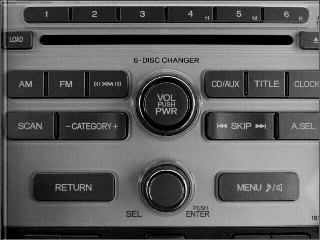 1 2 3 4 H 5 M 6 R
LOAD
6-DISC CHANGER
AM FM (((XM))) VOL PUSH PWR CD/AUX TITLE CLOCK
SCAN −CATEGORY+ |◀◀ SKIP ▶▶| A.SEL
RETURN MENU ♪/
SEL PUSH ENTER